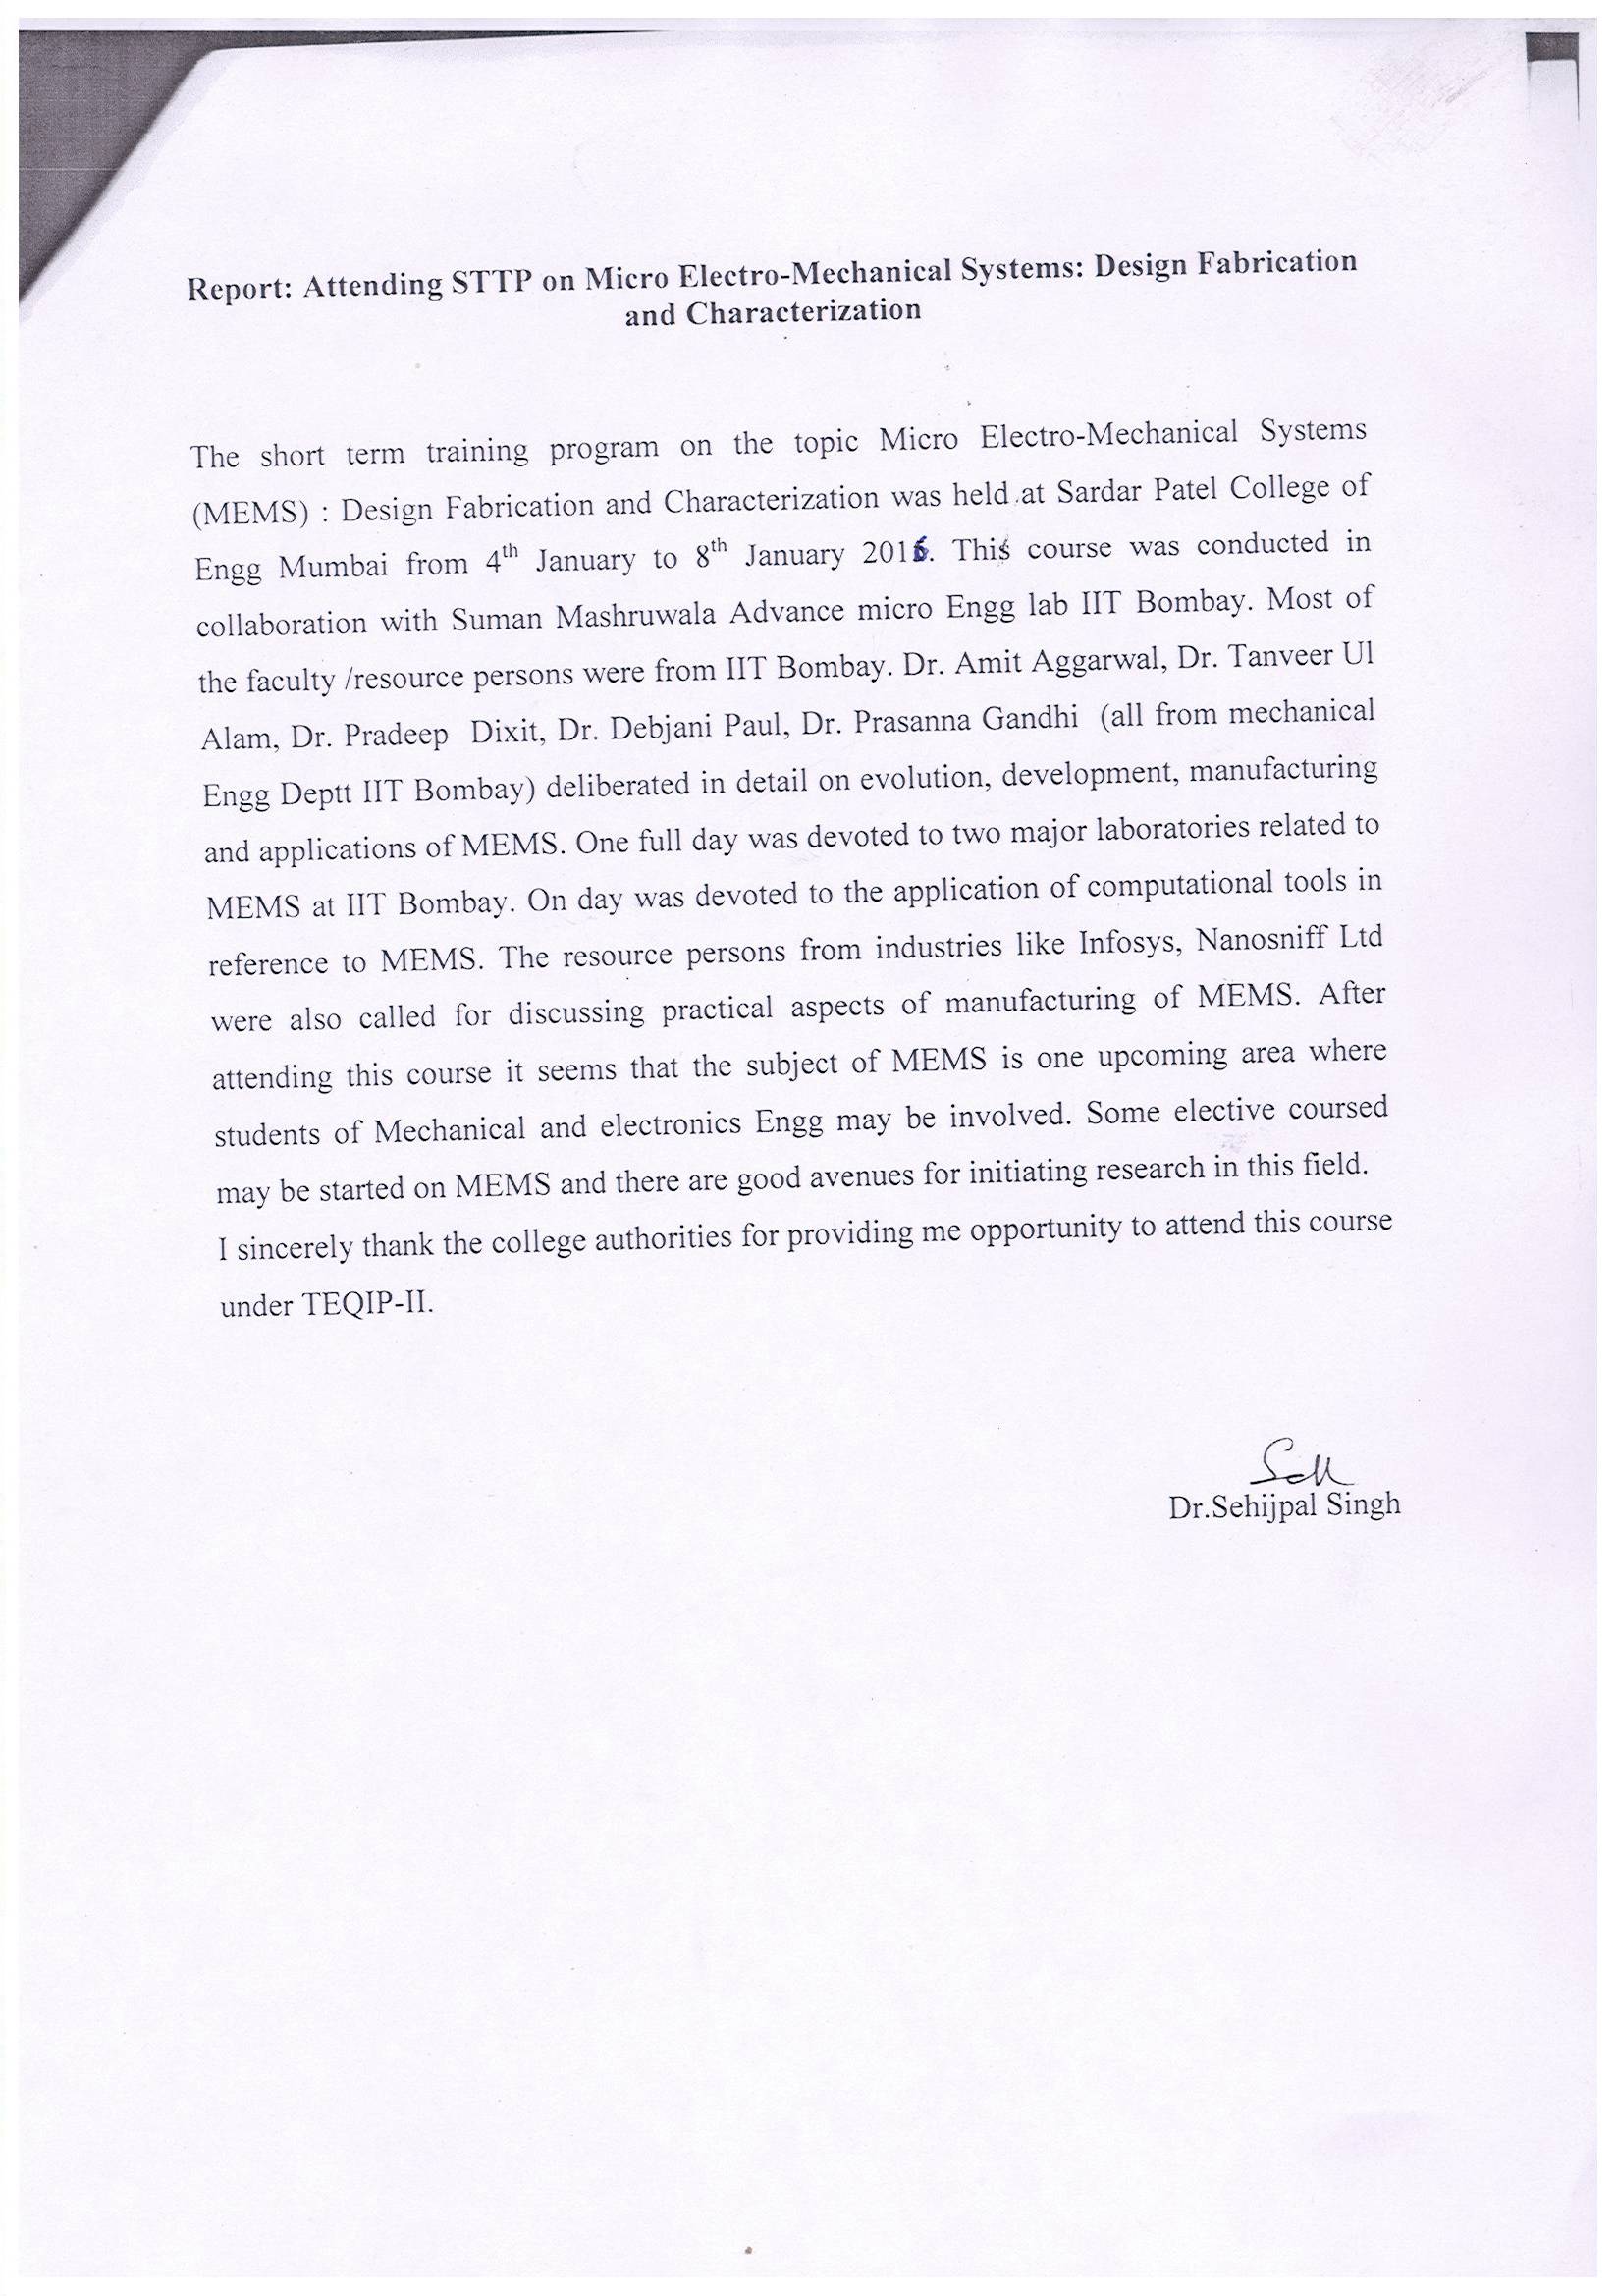 Report: Attending STTP on Micro Electro-Mechanical Systems: Design Fabrication
and Characterization
The short term training program on the topic Micro Electro-Mechanical Systems
(MEMS) : Design Fabrication and Characterization was held at Sardar Patel College of
Engg Mumbai from 4th January to 8th January 2016. This course was conducted in
collaboration with Suman Mashruwala Advance micro Engg lab IIT Bombay. Most of
the faculty /resource persons were from IIT Bombay. Dr. Amit Aggarwal, Dr. Tanveer Ul
Alam, Dr. Pradeep Dixit, Dr. Debjani Paul, Dr. Prasanna Gandhi (all from mechanical
Engg Deptt IIT Bombay) deliberated in detail on evolution, development, manufacturing
and applications of MEMS. One full day was devoted to two major laboratories related to
MEMS at IIT Bombay. On day was devoted to the application of computational tools in
reference to MEMS. The resource persons from industries like Infosys, Nanosniff Ltd
were also called for discussing practical aspects of manufacturing of MEMS. After
attending this course it seems that the subject of MEMS is one upcoming area where
students of Mechanical and electronics Engg may be involved. Some elective coursed
may be started on MEMS and there are good avenues for initiating research in this field.
I sincerely thank the college authorities for providing me opportunity to attend this course
under TEQIP-II.
Dr.Sehijpal Singh